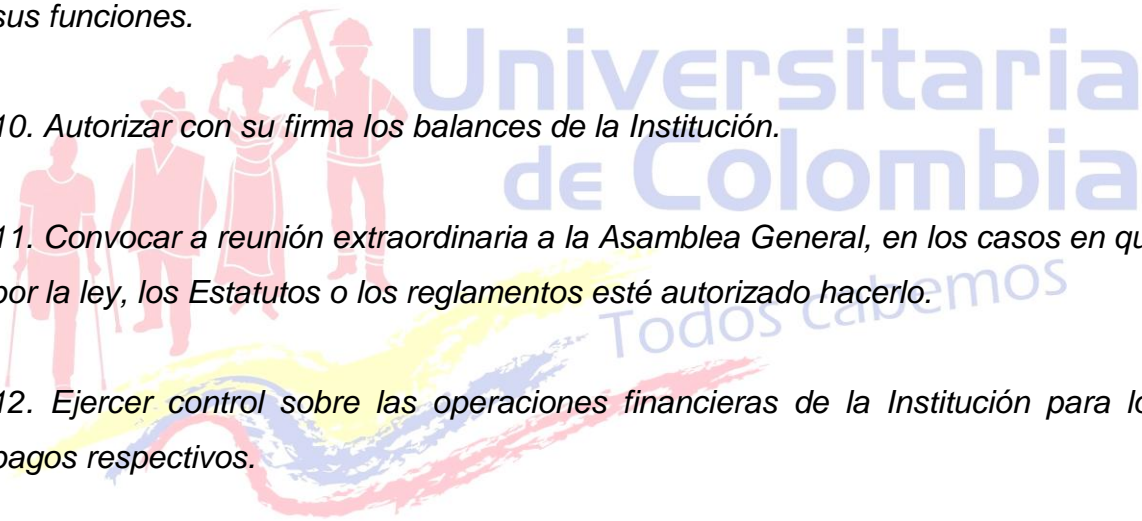 sus funciones.
Universitaria
10. Autorizar con su firma los balances de la Institución.
de Colombia
11. Convocar a reunión extraordinaria a la Asamblea General, en los casos en qu
por la ley, los Estatutos o los reglamentos esté autorizado hacerlo.
Todos cabemos
12. Ejercer control sobre las operaciones financieras de la Institución para lo
pagos respectivos.